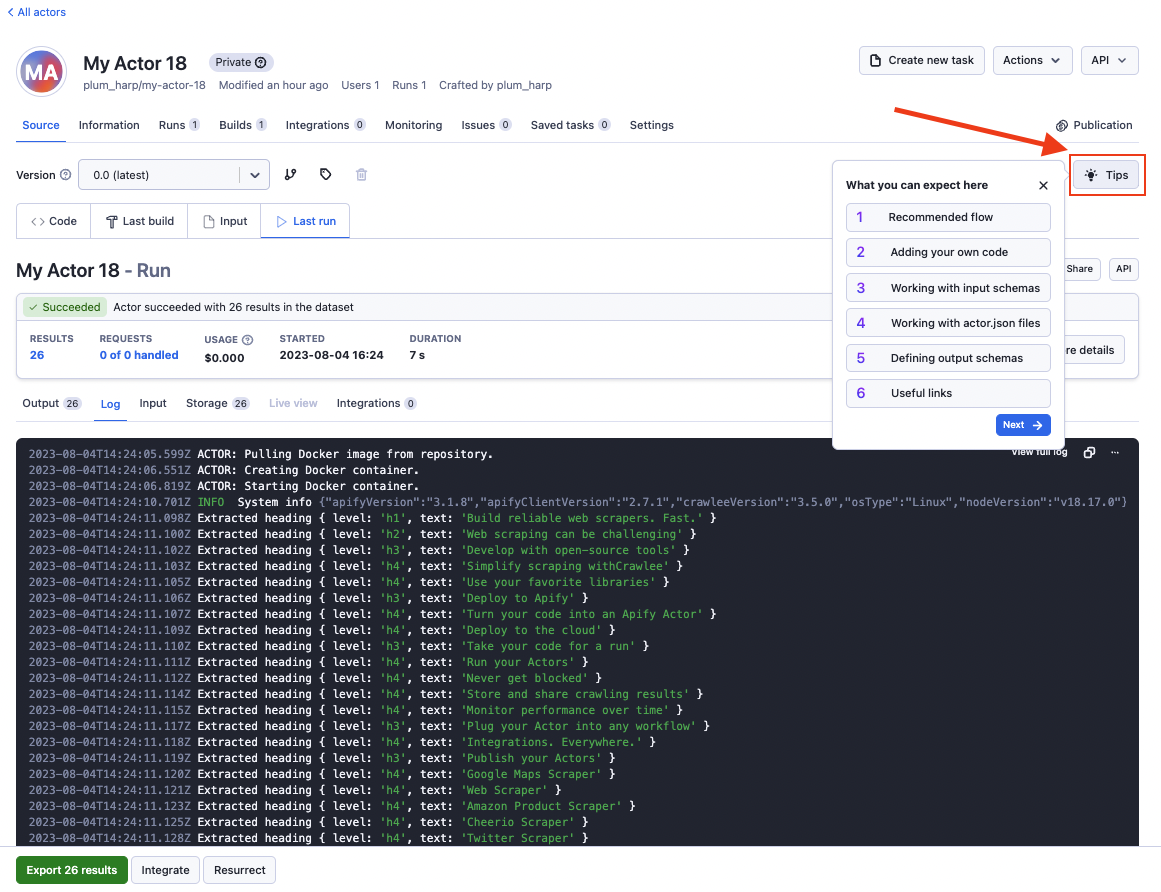 All actors
MA
My Actor 18 Private
Create new task Actions API
plum_harp/my-actor-18 Modified an hour ago Users 1 Runs 1 Crafted by plum_harp
Source Information Runs 1 Builds 1 Integrations 0 Monitoring Issues 0 Saved tasks 0 Settings Publication
Version 0.0 (latest)
Tips
What you can expect here
1 Recommended flow
2 Adding your own code
3 Working with input schemas
4 Working with actor.json files
5 Defining output schemas
6 Useful links
Next
<> Code Last build Input Last run
My Actor 18 - Run
Share API
Succeeded Actor succeeded with 26 results in the dataset
RESULTS REQUESTS USAGE STARTED DURATION
26 0 of 0 handled $0.000 2023-08-04 16:24 7 s
re details
Output 26 Log Input Storage 26 Live view Integrations 0
View full log ...
2023-08-04T14:24:05.599Z ACTOR: Pulling Docker image from repository.
2023-08-04T14:24:06.551Z ACTOR: Creating Docker container.
2023-08-04T14:24:06.819Z ACTOR: Starting Docker container.
2023-08-04T14:24:10.701Z INFO System info {"apifyVersion":"3.1.8","apifyClientVersion":"2.7.1","crawleeVersion":"3.5.0","osType":"Linux","nodeVersion":"v18.17.0"}
2023-08-04T14:24:11.098Z Extracted heading { level: 'h1', text: 'Build reliable web scrapers. Fast.' }
2023-08-04T14:24:11.100Z Extracted heading { level: 'h2', text: 'Web scraping can be challenging' }
2023-08-04T14:24:11.102Z Extracted heading { level: 'h3', text: 'Develop with open-source tools' }
2023-08-04T14:24:11.103Z Extracted heading { level: 'h4', text: 'Simplify scraping withCrawlee' }
2023-08-04T14:24:11.105Z Extracted heading { level: 'h4', text: 'Use your favorite libraries' }
2023-08-04T14:24:11.106Z Extracted heading { level: 'h3', text: 'Deploy to Apify' }
2023-08-04T14:24:11.107Z Extracted heading { level: 'h4', text: 'Turn your code into an Apify Actor' }
2023-08-04T14:24:11.109Z Extracted heading { level: 'h4', text: 'Deploy to the cloud' }
2023-08-04T14:24:11.110Z Extracted heading { level: 'h3', text: 'Take your code for a run' }
2023-08-04T14:24:11.111Z Extracted heading { level: 'h4', text: 'Run your Actors' }
2023-08-04T14:24:11.112Z Extracted heading { level: 'h4', text: 'Never get blocked' }
2023-08-04T14:24:11.114Z Extracted heading { level: 'h4', text: 'Store and share crawling results' }
2023-08-04T14:24:11.115Z Extracted heading { level: 'h4', text: 'Monitor performance over time' }
2023-08-04T14:24:11.117Z Extracted heading { level: 'h3', text: 'Plug your Actor into any workflow' }
2023-08-04T14:24:11.118Z Extracted heading { level: 'h4', text: 'Integrations. Everywhere.' }
2023-08-04T14:24:11.119Z Extracted heading { level: 'h3', text: 'Publish your Actors' }
2023-08-04T14:24:11.120Z Extracted heading { level: 'h4', text: 'Google Maps Scraper' }
2023-08-04T14:24:11.121Z Extracted heading { level: 'h4', text: 'Web Scraper' }
2023-08-04T14:24:11.123Z Extracted heading { level: 'h4', text: 'Amazon Product Scraper' }
2023-08-04T14:24:11.125Z Extracted heading { level: 'h4', text: 'Cheerio Scraper' }
2023-08-04T14:24:11.128Z Extracted heading { level: 'h4', text: 'Twitter Scraper' }
Export 26 results Integrate Resurrect